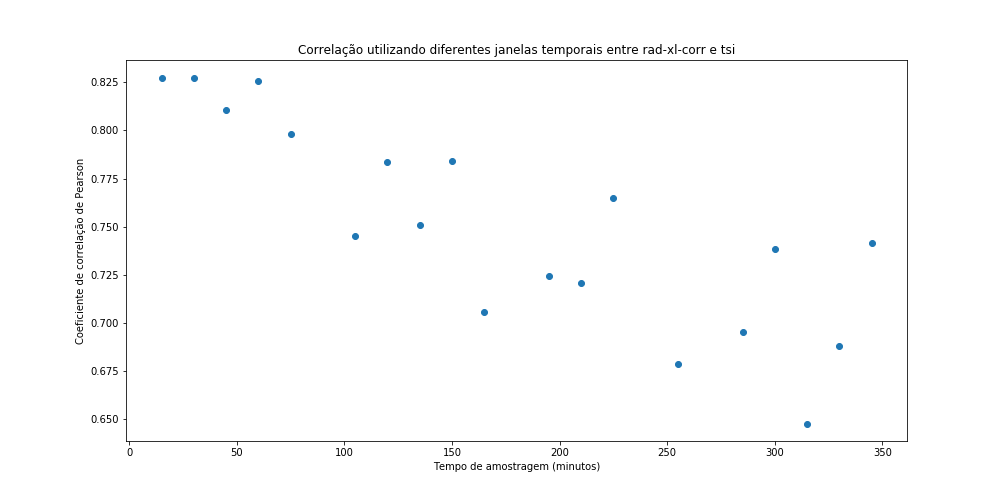 Correlação utilizando diferentes janelas temporais entre rad-xl-corr e tsi
Coeficiente de correlação de Pearson
0.825
0.800
0.775
0.750
0.725
0.700
0.675
0.650
0 50 100 150 200 250 300 350
Tempo de amostragem (minutos)